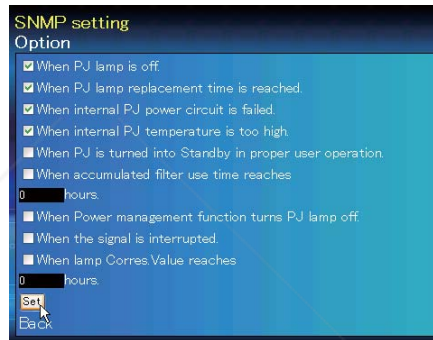 SNMP setting
Option
When PJ lamp is off.
When PJ lamp replacement time is reached.
When internal PJ power circuit is failed.
When internal PJ temperature is too high.
When PJ is turned into Standby in proper user operation.
When accumulated filter use time reaches
0 hours.
When Power management function turns PJ lamp off.
When the signal is interrupted.
When lamp Corres.Value reaches
0 hours.
Set
Back